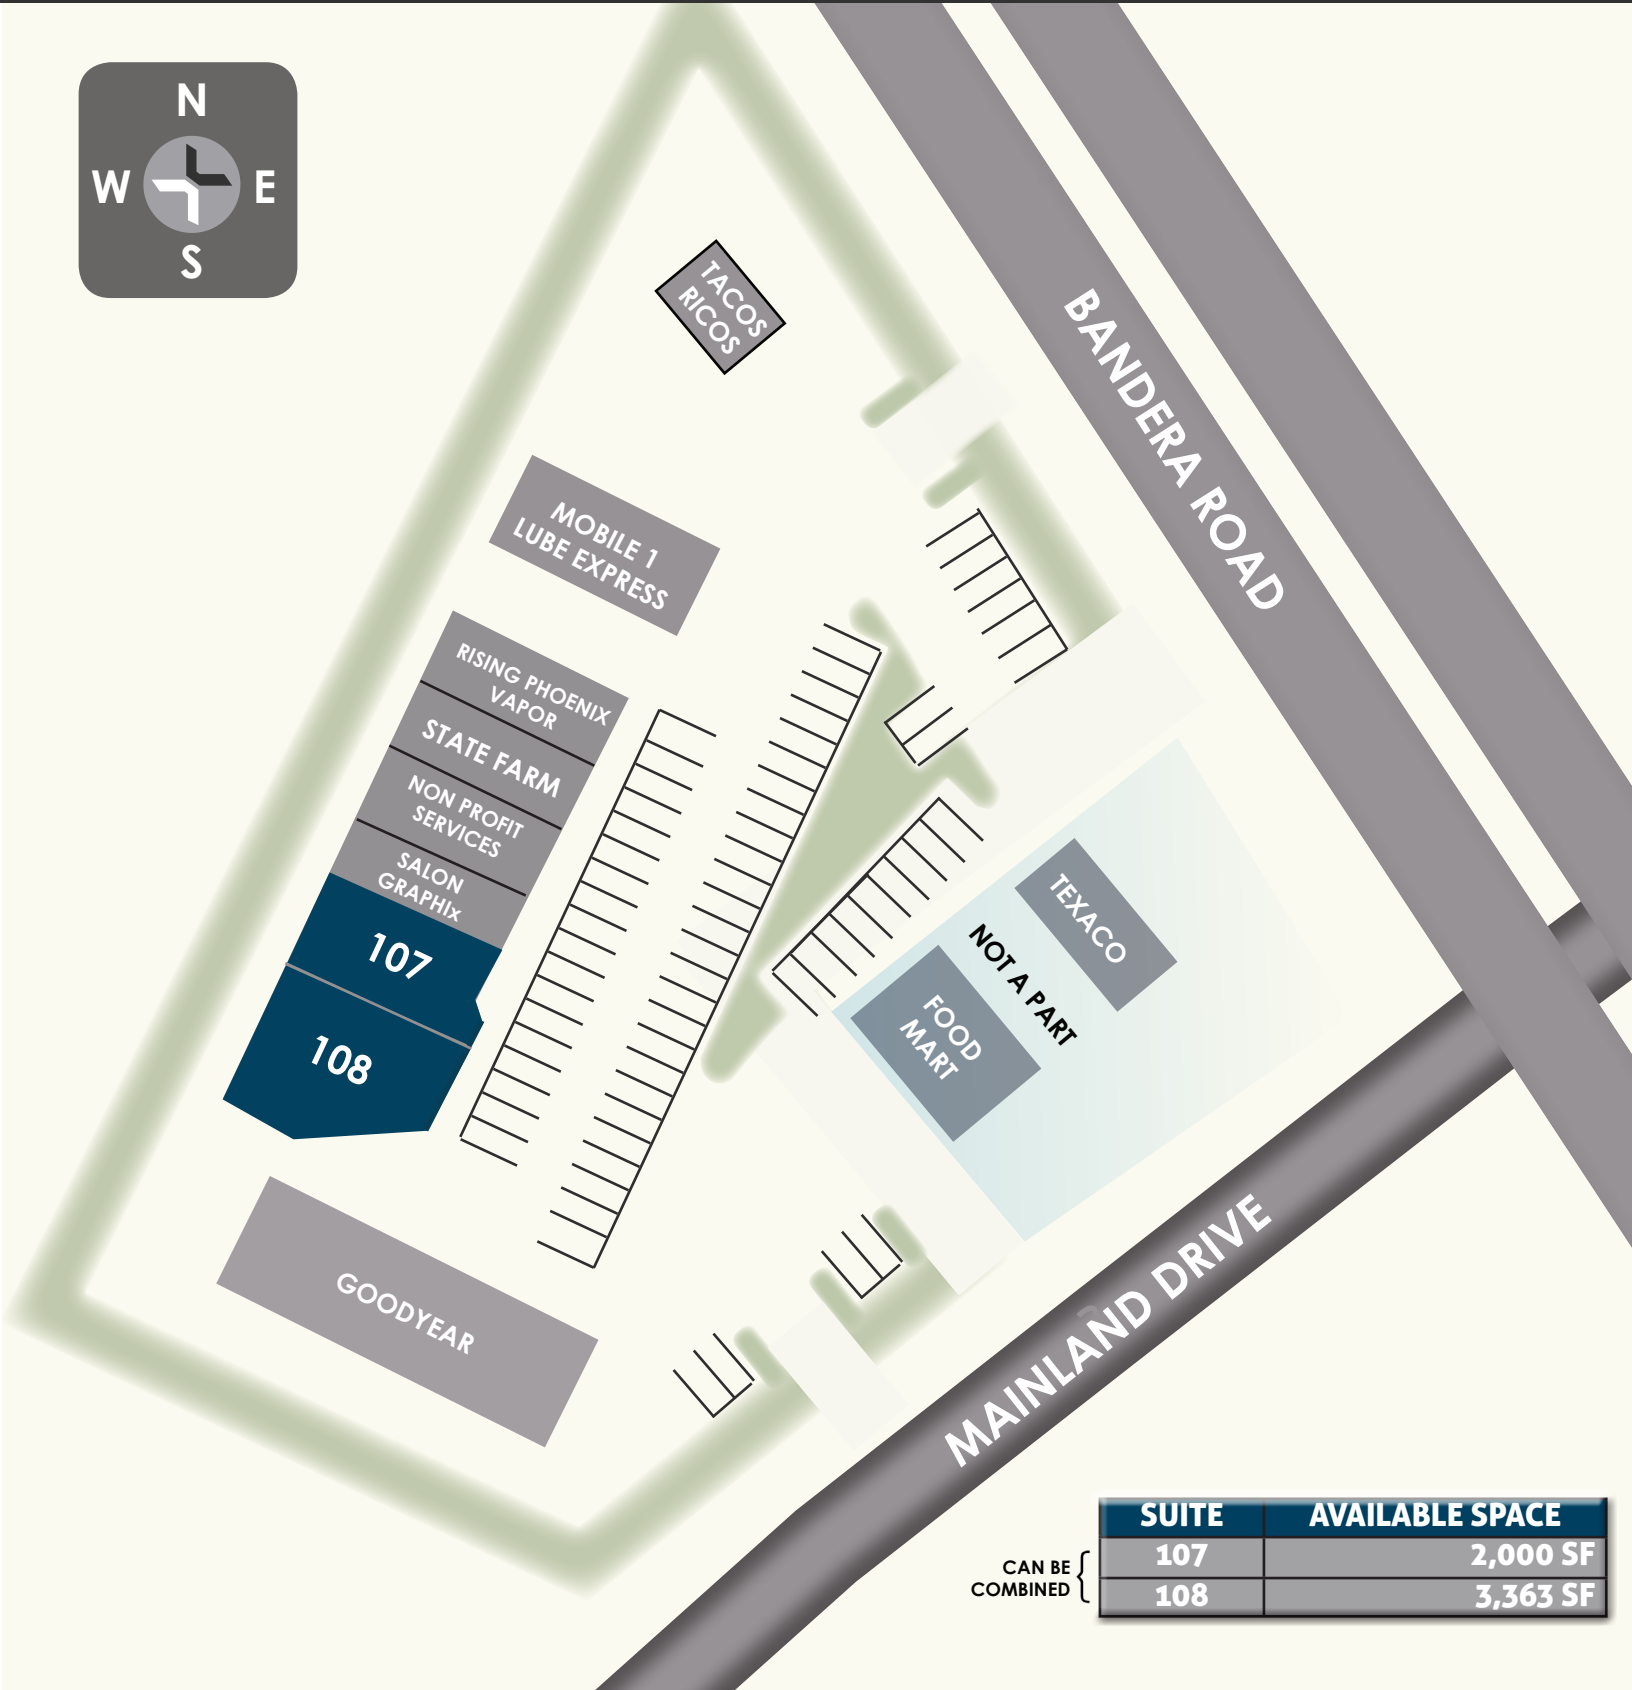 N
W E
S
TACOS
RICOS
BANDERA ROAD
MOBILE 1
LUBE EXPRESS
RISING PHOENIX
VAPOR
STATE FARM
NON PROFIT
SERVICES
SALON
GRAPHIx
107
108
TEXACO
NOT A PART
FOOD
MART
GOODYEAR
MAINLAND DRIVE
SUITE AVAILABLE SPACE
CAN BE
COMBINED
107 2,000 SF
108 3,363 SF